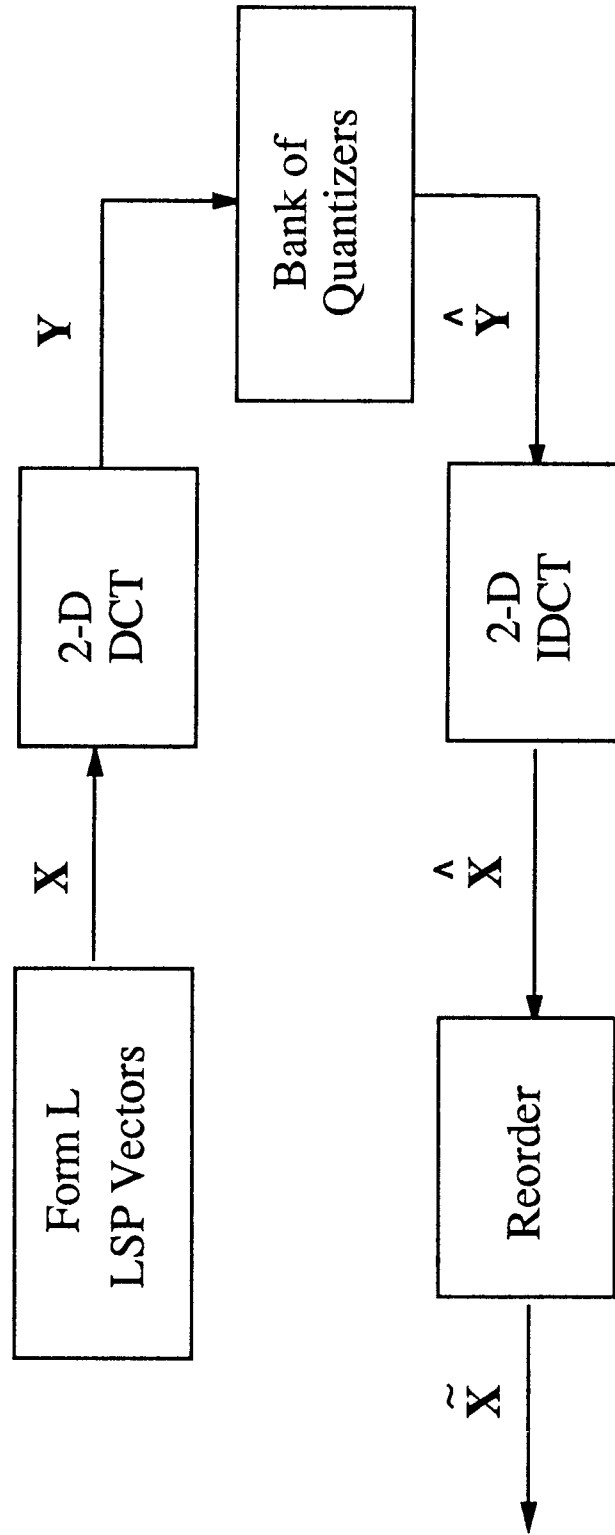 Form L
LSP Vectors
X
2-D
DCT
Y
Bank of
Quantizers
Ŷ
2-D
IDCT
X̂
Reorder
X̃